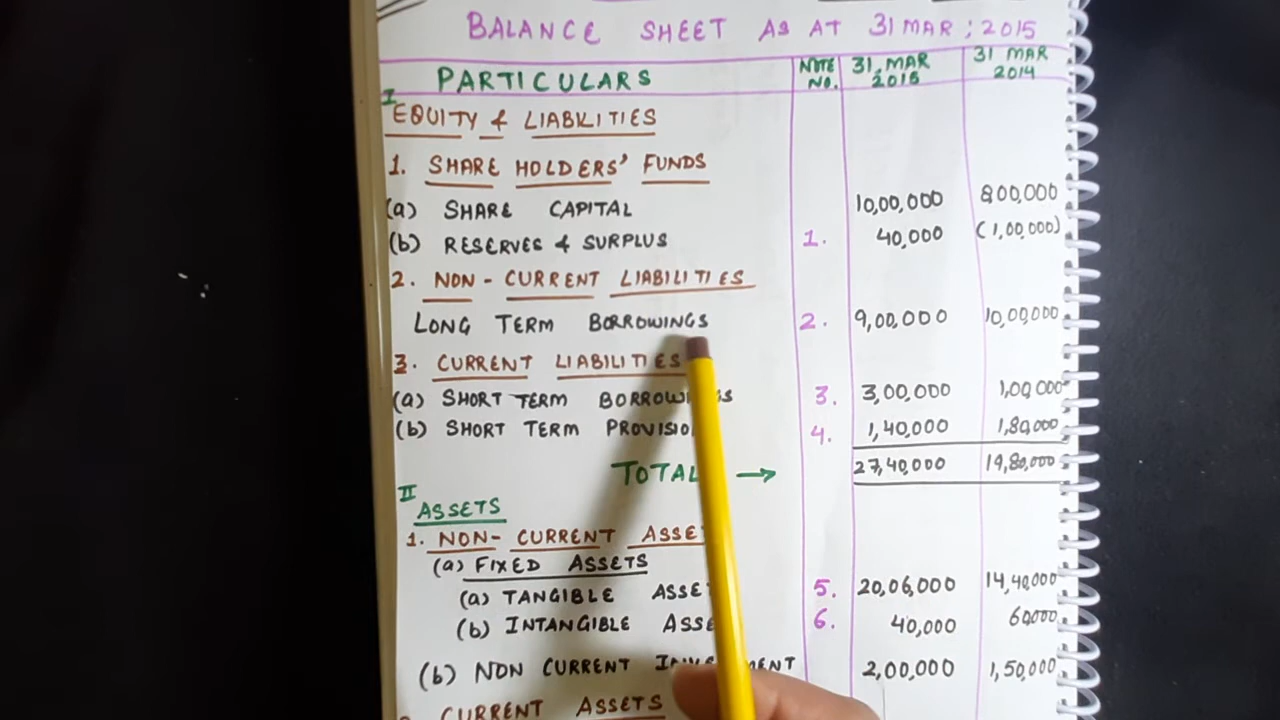 BALANCE SHEET AS AT 31 MAR; 2015
PARTICULARS NOTE NO. 31, MAR 2015 31 MAR 2014
I
EQUITY & LIABILITIES
1. SHARE HOLDERS' FUNDS
(a) SHARE CAPITAL 10,00,000 800,000
(b) RESERVES & SURPLUS 1. 40,000 (1,00,000)
2. NON-CURRENT LIABILITIES
LONG TERM BORROWINGS 2. 9,00,000 10,00,000
3. CURRENT LIABILITIES
(a) SHORT TERM 3. 3,00,000 1,00,000
(b) SHORT TERM 4. 1,40,000 1,80,000
TOTAL → 27,40,000 19,80,000
II
ASSETS
1. NON-CURRENT
(a) FIXED ASSETS
(a) TANGIBLE 5. 20,06,000 14,40,000
(b) INTANGIBLE 6. 40,000 60,000
(b) NON CURRENT 2,00,000 1,50,000
CURRENT ASSETS